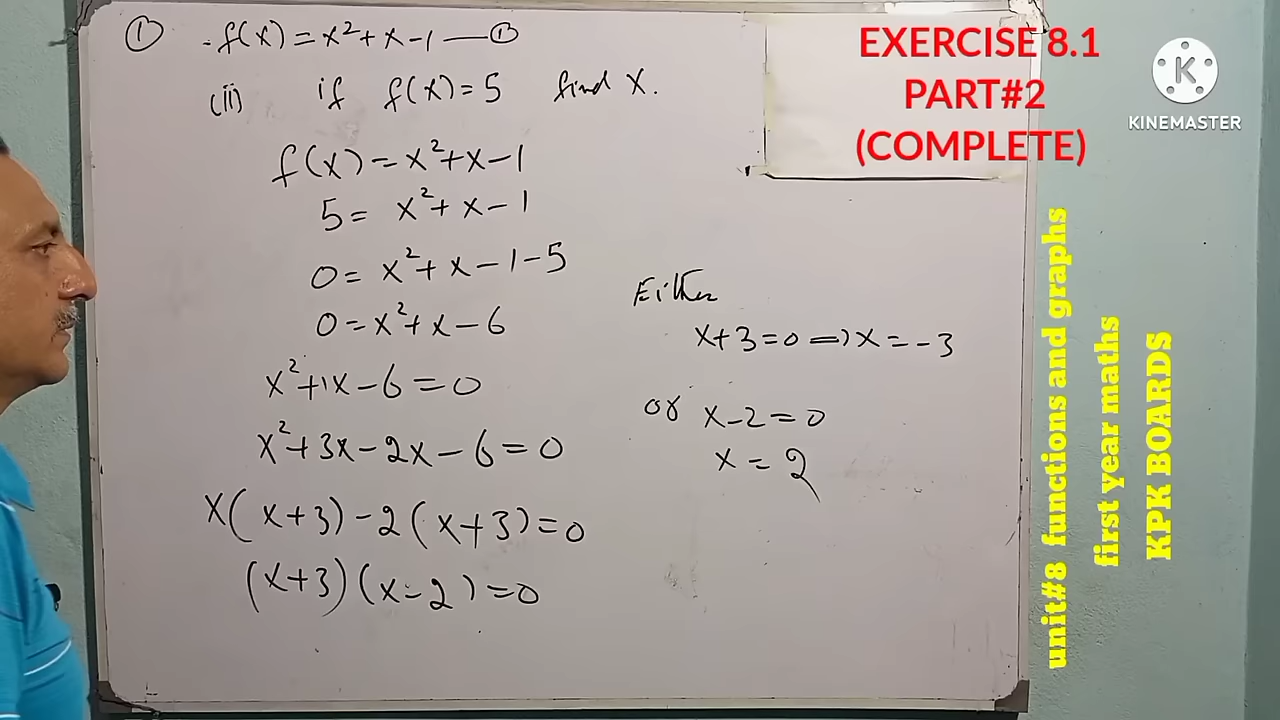 ① f(x) = x² + x - 1 — ①
(ii) if f(x) = 5 find x.
f(x) = x² + x - 1
5 = x² + x - 1
0 = x² + x - 1 - 5
0 = x² + x - 6
x² + 1x - 6 = 0
x² + 3x - 2x - 6 = 0
x(x+3) - 2(x+3) = 0
(x+3)(x-2) = 0
Either
x + 3 = 0 ⟹ x = -3
or x - 2 = 0
x = 2
EXERCISE 8.1
PART#2
(COMPLETE)
KINEMASTER
unit#8 functions and graphs
first year maths
KPK BOARDS